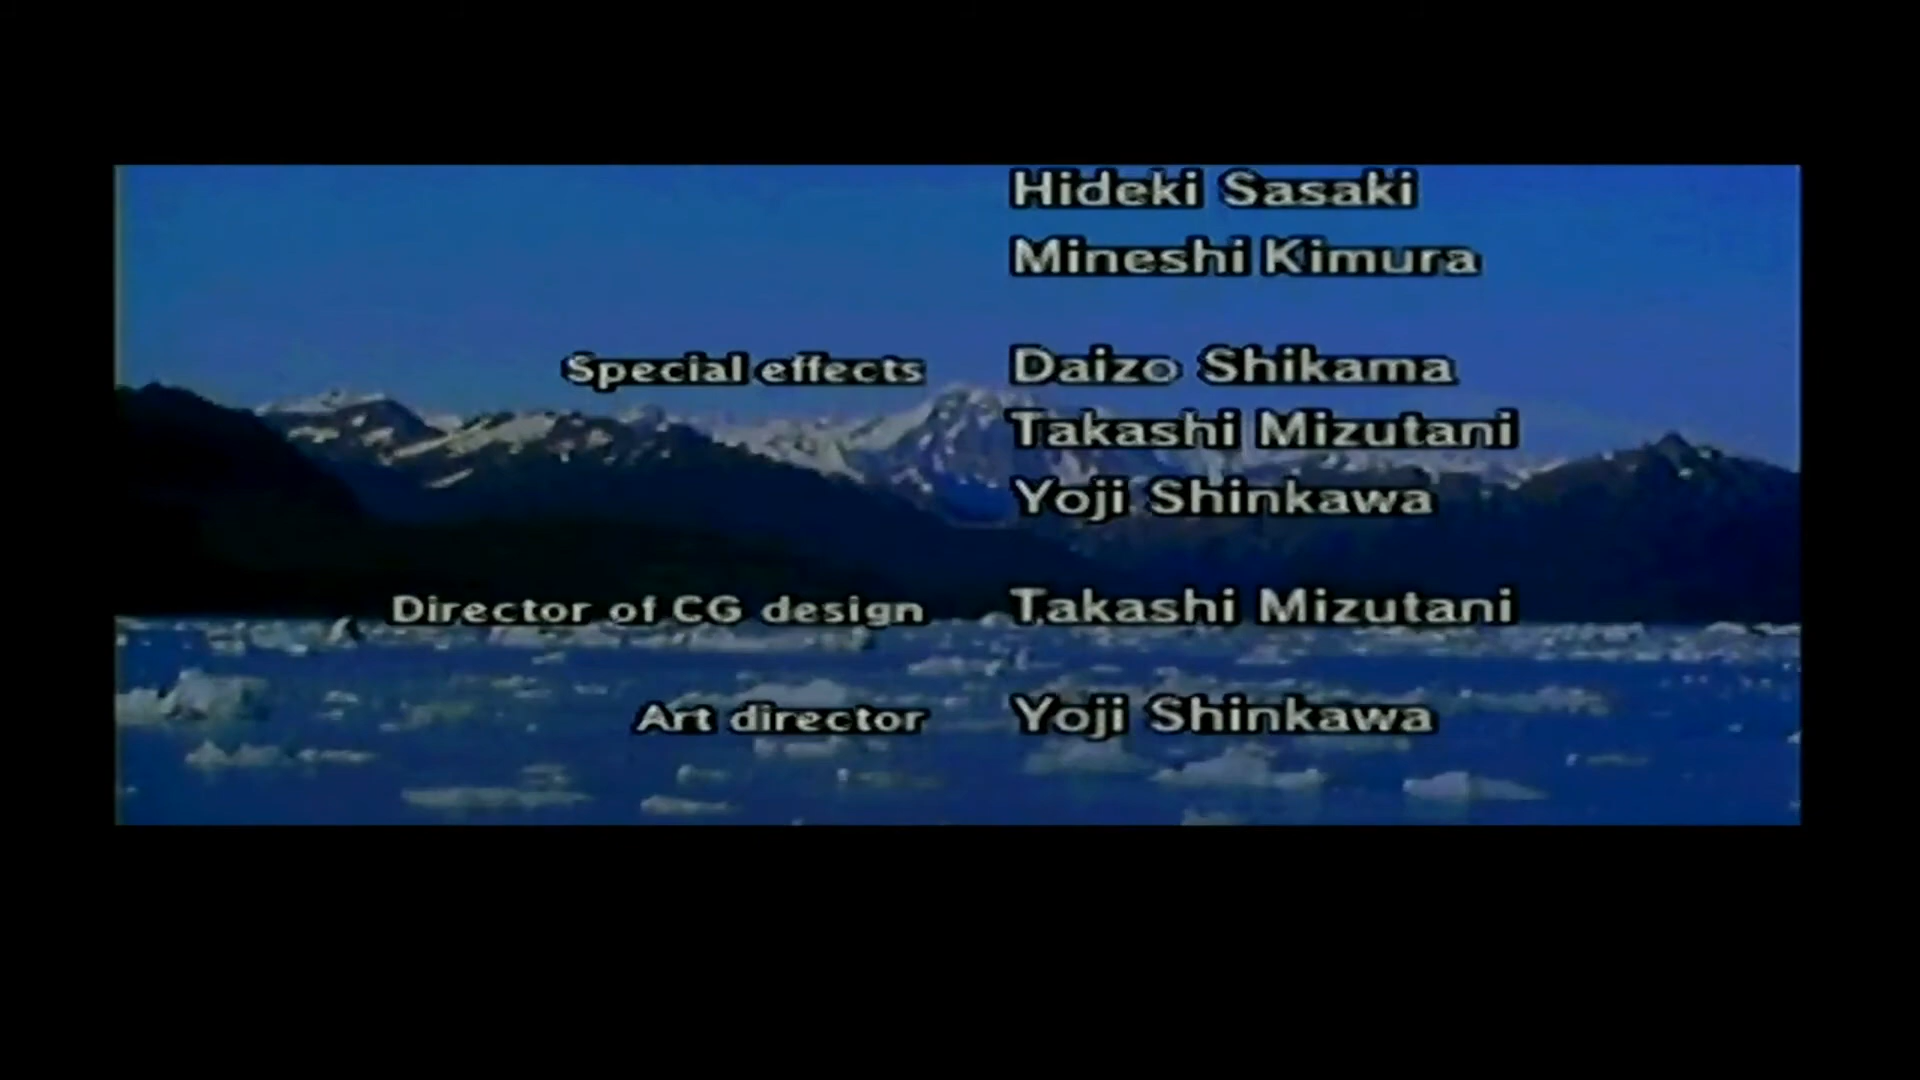 Hideki Sasaki
Mineshi Kimura
Special effects Daizo Shikama
Takashi Mizutani
Yoji Shinkawa
Director of CG design Takashi Mizutani
Art director Yoji Shinkawa